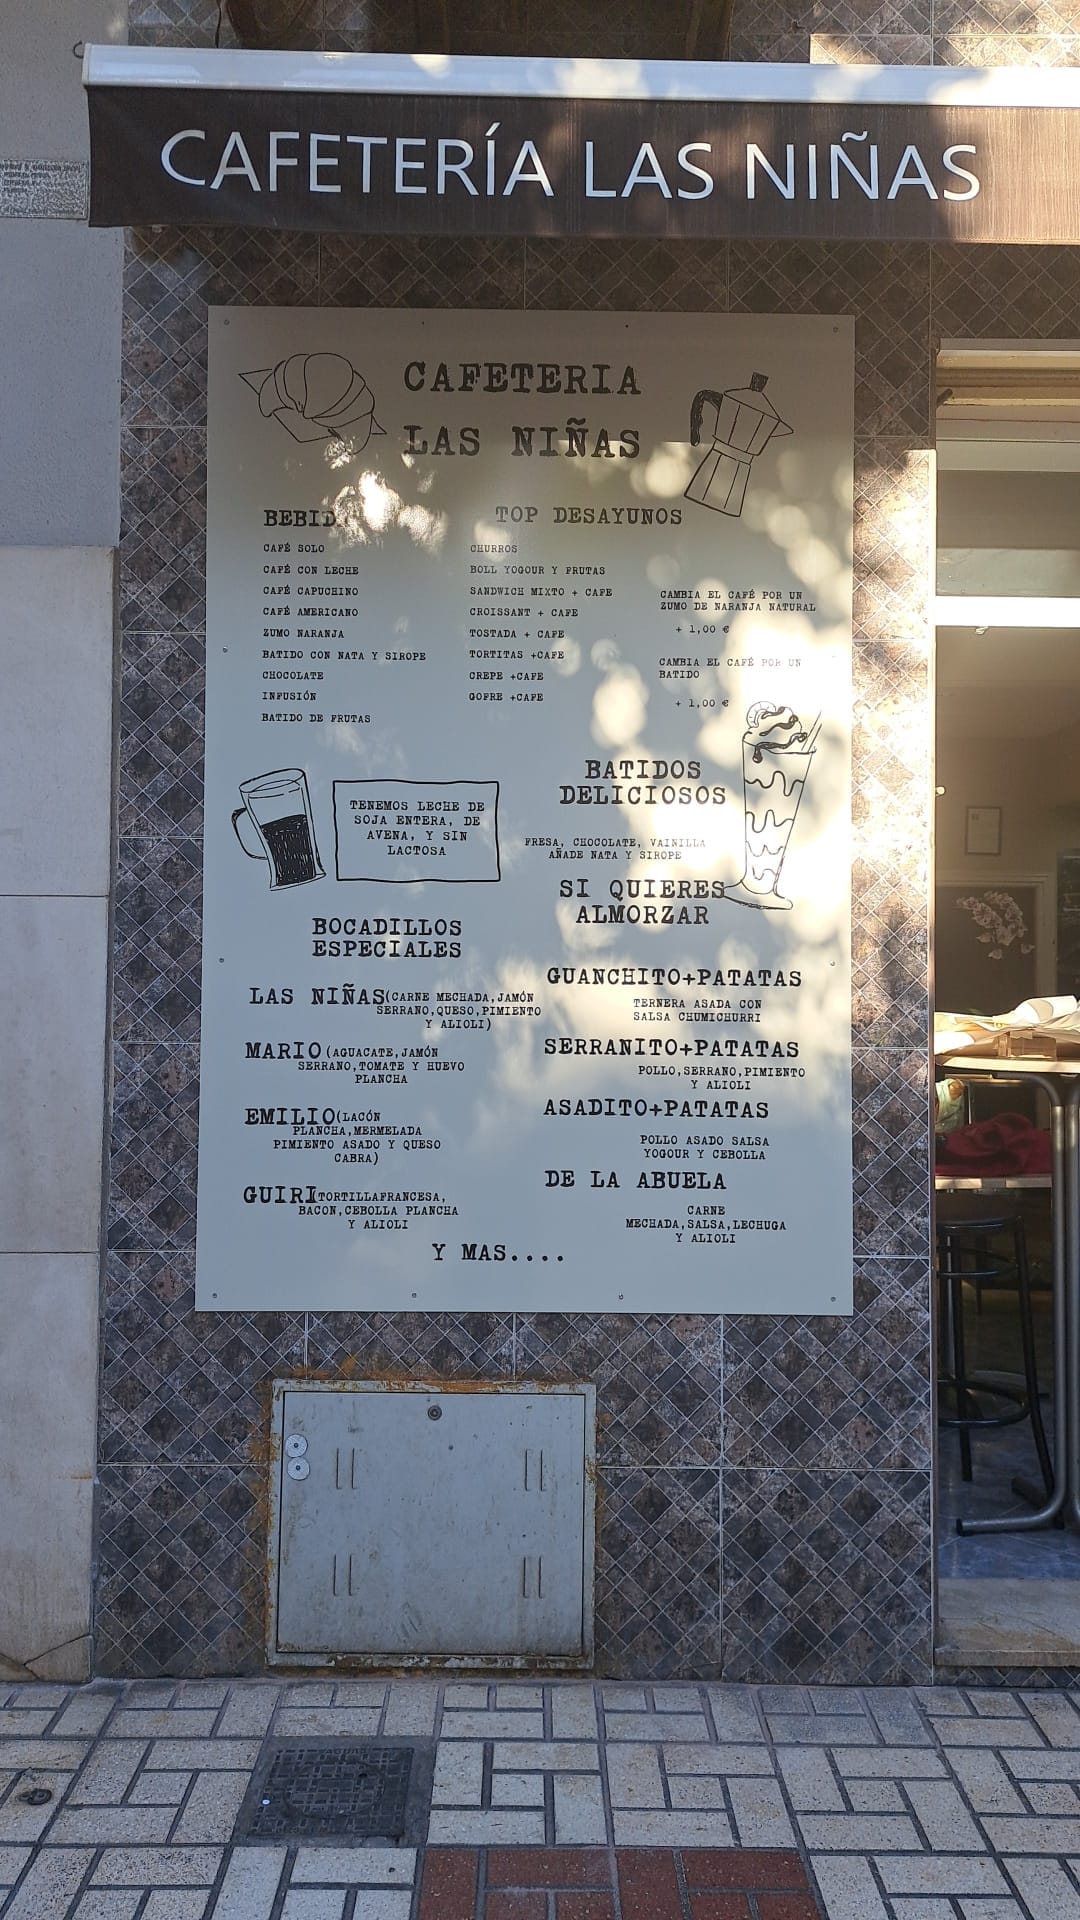 CAFETERÍA LAS NIÑAS
CAFETERIA
LAS NIÑAS
BEBID
CAFÉ SOLO
CAFÉ CON LECHE
CAFÉ CAPUCHINO
CAFÉ AMERICANO
ZUMO NARANJA
BATIDO CON NATA Y SIROPE
CHOCOLATE
INFUSIÓN
BATIDO DE FRUTAS
TOP DESAYUNOS
CHURROS
BOLL YOGOUR Y FRUTAS
SANDWICH MIXTO + CAFE
CROISSANT + CAFE
TOSTADA + CAFE
TORTITAS +CAFE
CREPE +CAFE
GOFRE +CAFE
CAMBIA EL CAFÉ POR UN
ZUMO DE NARANJA NATURAL
+ 1,00 €
CAMBIA EL CAFÉ POR UN
BATIDO
+ 1,00 €
TENEMOS LECHE DE
SOJA ENTERA, DE
AVENA, Y SIN
LACTOSA
BATIDOS
DELICIOSOS
FRESA, CHOCOLATE, VAINILLA
AÑADE NATA Y SIROPE
BOCADILLOS
ESPECIALES
LAS NIÑAS(CARNE MECHADA,JAMÓN
SERRANO,QUESO,PIMIENTO
Y ALIOLI)
MARIO (AGUACATE,JAMÓN
SERRANO,TOMATE Y HUEVO
PLANCHA
EMILIO(LACÓN
PLANCHA,MERMELADA
PIMIENTO ASADO Y QUESO
CABRA)
GUIRI(TORTILLAFRANCESA,
BACON,CEBOLLA PLANCHA
Y ALIOLI
SI QUIERES
ALMORZAR
GUANCHITO+PATATAS
TERNERA ASADA CON
SALSA CHUMICHURRI
SERRANITO+PATATAS
POLLO,SERRANO,PIMIENTO
Y ALIOLI
ASADITO+PATATAS
POLLO ASADO SALSA
YOGOUR Y CEBOLLA
DE LA ABUELA
CARNE
MECHADA,SALSA,LECHUGA
Y ALIOLI
Y MAS....